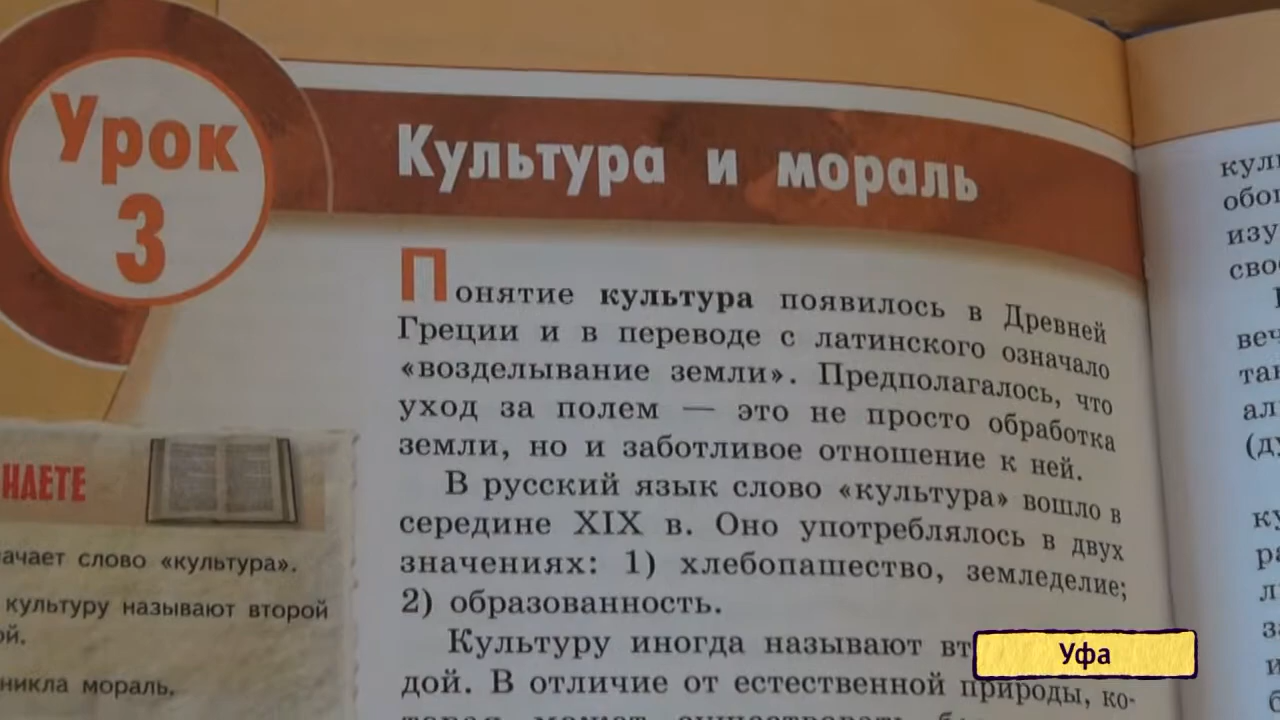 Урок
3
Культура и мораль
Понятие культура появилось в Древней
Греции и в переводе с латинского означало
«возделывание земли». Предполагалось, что
уход за полем — это не просто обработка
земли, но и заботливое отношение к ней.
В русский язык слово «культура» вошло в
середине XIX в. Оно употреблялось в двух
значениях: 1) хлебопашество, земледелие;
2) образованность.
Культуру иногда называют
дой. В отличие от естественной природы, ко-
НАЕТЕ
ачает слово «культура».
культуру называют второй
ой.
никла мораль.
Уфа